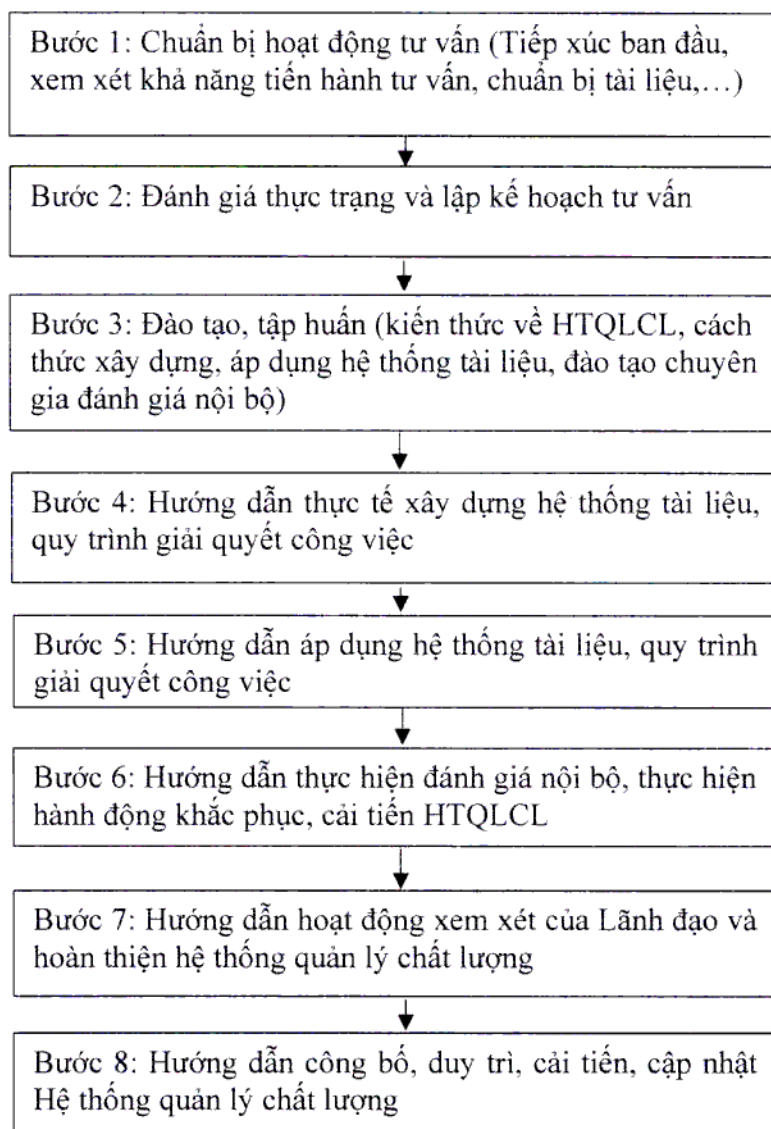 Bước 1: Chuẩn bị hoạt động tư vấn (Tiếp xúc ban đầu,
xem xét khả năng tiến hành tư vấn, chuẩn bị tài liệu,…)
Bước 2: Đánh giá thực trạng và lập kế hoạch tư vấn
Bước 3: Đào tạo, tập huấn (kiến thức về HTQLCL, cách
thức xây dựng, áp dụng hệ thống tài liệu, đào tạo chuyên
gia đánh giá nội bộ)
Bước 4: Hướng dẫn thực tế xây dựng hệ thống tài liệu,
quy trình giải quyết công việc
Bước 5: Hướng dẫn áp dụng hệ thống tài liệu, quy trình
giải quyết công việc
Bước 6: Hướng dẫn thực hiện đánh giá nội bộ, thực hiện
hành động khắc phục, cải tiến HTQLCL
Bước 7: Hướng dẫn hoạt động xem xét của Lãnh đạo và
hoàn thiện hệ thống quản lý chất lượng
Bước 8: Hướng dẫn công bố, duy trì, cải tiến, cập nhật
Hệ thống quản lý chất lượng